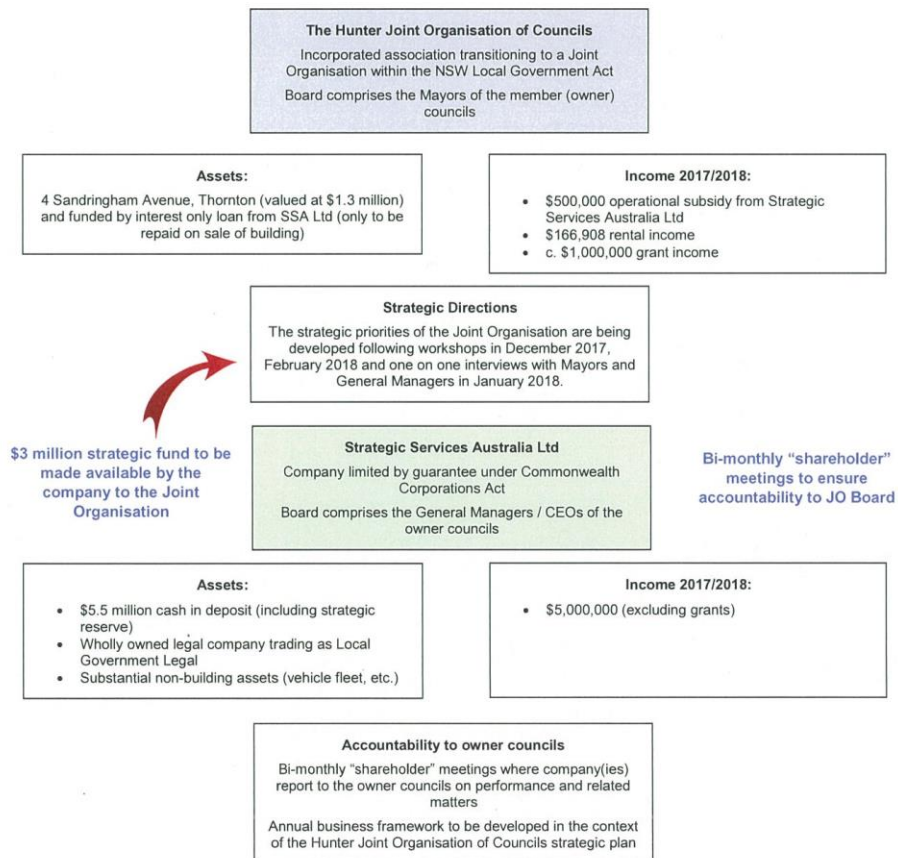 The Hunter Joint Organisation of Councils
Incorporated association transitioning to a Joint
Organisation within the NSW Local Government Act
Board comprises the Mayors of the member (owner)
councils
Assets:
4 Sandringham Avenue, Thornton (valued at $1.3 million)
and funded by interest only loan from SSA Ltd (only to be
repaid on sale of building)
Income 2017/2018:
• $500,000 operational subsidy from Strategic
Services Australia Ltd
• $166,908 rental income
• c. $1,000,000 grant income
Strategic Directions
The strategic priorities of the Joint Organisation are being
developed following workshops in December 2017,
February 2018 and one on one interviews with Mayors and
General Managers in January 2018.
$3 million strategic fund to be
made available by the
company to the Joint
Organisation
Strategic Services Australia Ltd
Company limited by guarantee under Commonwealth
Corporations Act
Board comprises the General Managers / CEOs of the
owner councils
Bi-monthly “shareholder”
meetings to ensure
accountability to JO Board
Assets:
• $5.5 million cash in deposit (including strategic
reserve)
• Wholly owned legal company trading as Local
Government Legal
• Substantial non-building assets (vehicle fleet, etc.)
Income 2017/2018:
• $5,000,000 (excluding grants)
Accountability to owner councils
Bi-monthly “shareholder” meetings where company(ies)
report to the owner councils on performance and related
matters
Annual business framework to be developed in the context
of the Hunter Joint Organisation of Councils strategic plan